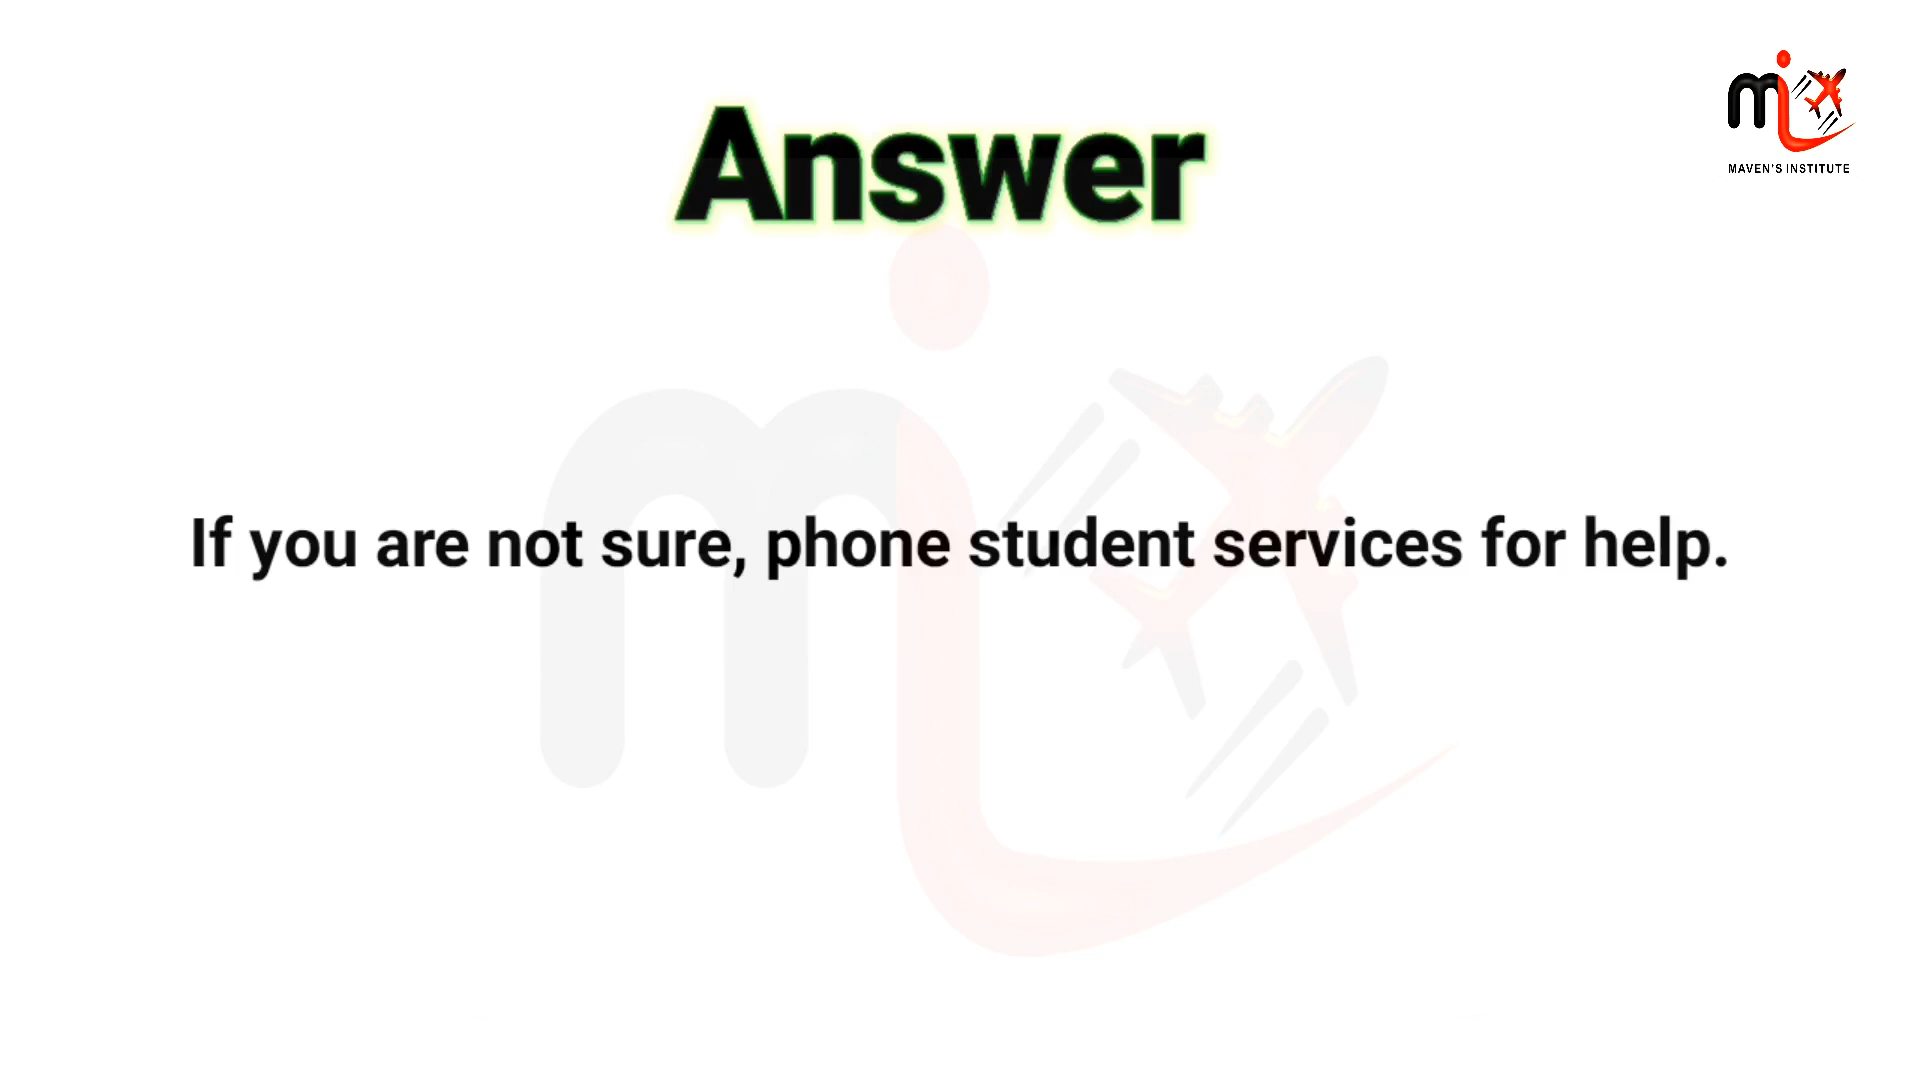 Answer
MAVEN'S INSTITUTE
If you are not sure, phone student services for help.